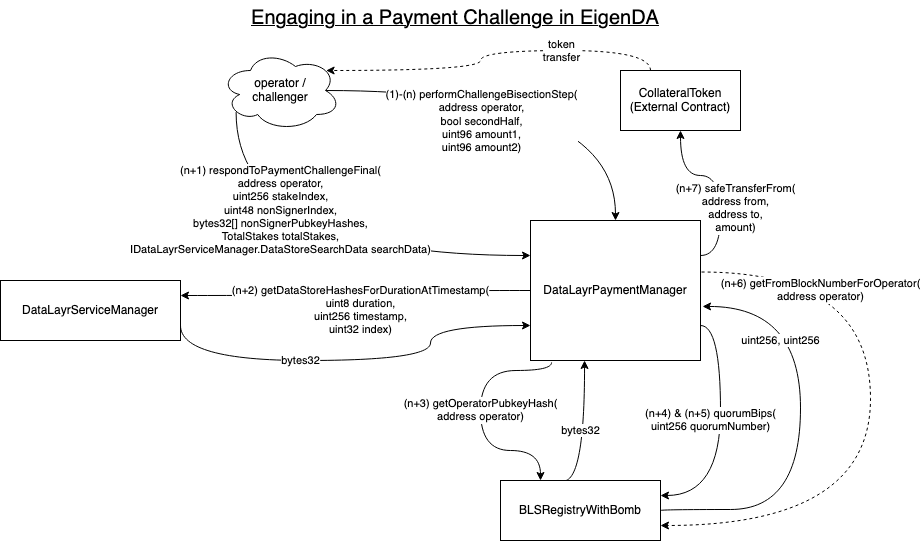 Engaging in a Payment Challenge in EigenDA
token
transfer
operator /
challenger
(1)-(n) performChallengeBisectionStep(
address operator,
bool secondHalf,
uint96 amount1,
uint96 amount2)
CollateralToken
(External Contract)
(n+1) respondToPaymentChallengeFinal(
address operator,
uint256 stakeIndex,
uint48 nonSignerIndex,
bytes32[] nonSignerPubkeyHashes,
TotalStakes totalStakes,
IDataLayrServiceManager.DataStoreSearchData searchData)
(n+7) safeTransferFrom(
address from,
address to,
amount)
DataLayrServiceManager
(n+2) getDataStoreHashesForDurationAtTimestamp(
uint8 duration,
uint256 timestamp,
uint32 index)
DataLayrPaymentManager
(n+6) getFromBlockNumberForOperator(
address operator)
uint256, uint256
bytes32
(n+3) getOperatorPubkeyHash(
address operator)
bytes32
(n+4) & (n+5) quorumBips(
uint256 quorumNumber)
BLSRegistryWithBomb